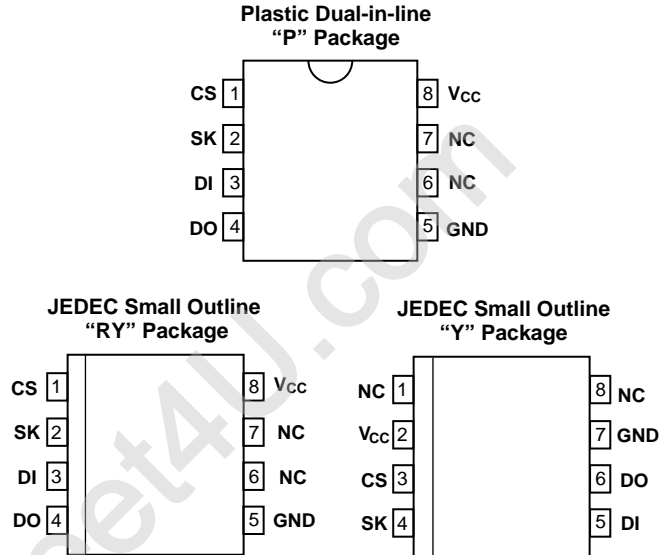 Plastic Dual-in-line
“P” Package
CS 1 8 VCC
SK 2 7 NC
DI 3 6 NC
DO 4 5 GND
JEDEC Small Outline
“RY” Package
CS 1 8 VCC
SK 2 7 NC
DI 3 6 NC
DO 4 5 GND
JEDEC Small Outline
“Y” Package
NC 1 8 NC
VCC 2 7 GND
CS 3 6 DO
SK 4 5 DI
eet4U.com